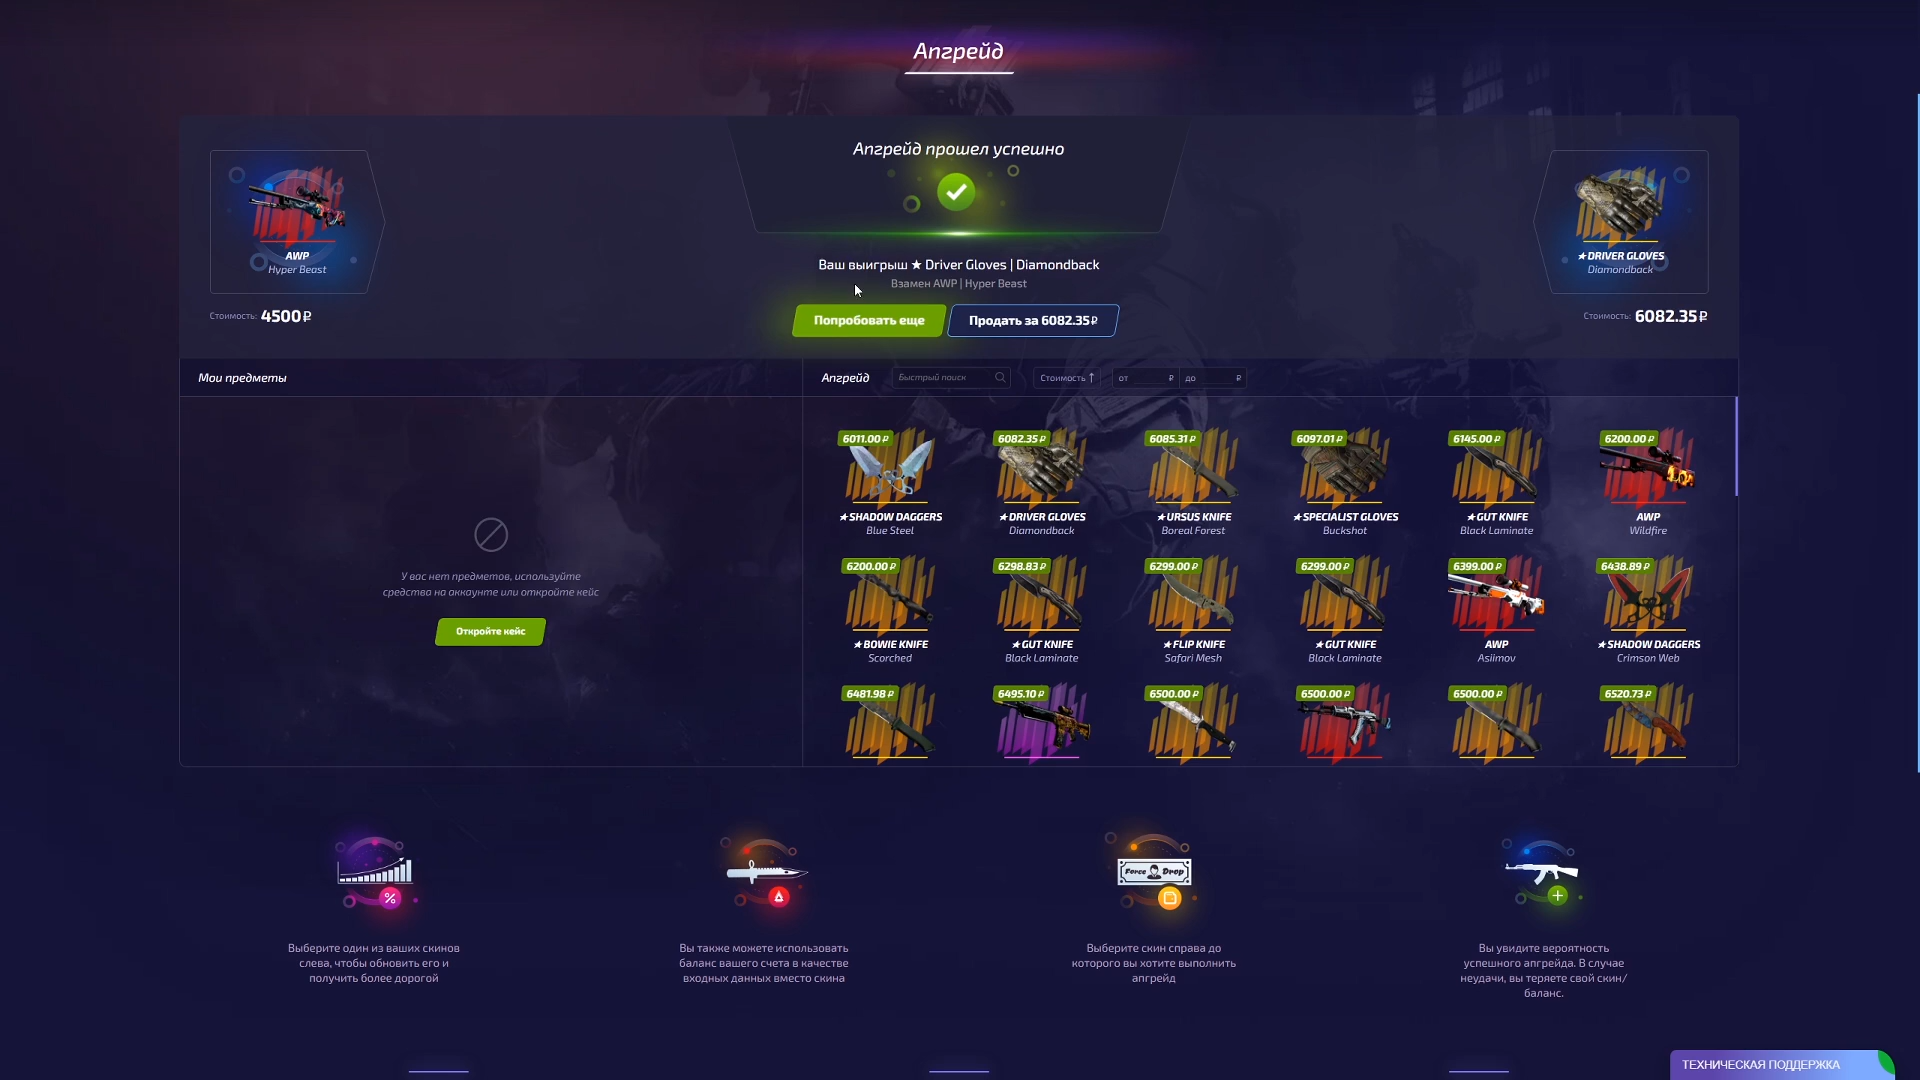 Апгрейд
Апгрейд прошел успешно
AWP
Hyper Beast
Стоимость: 4500₽
Ваш выигрыш ★ Driver Gloves | Diamondback
Взамен AWP | Hyper Beast
Попробовать еще
Продать за 6082.35₽
★ DRIVER GLOVES
Diamondback
Стоимость: 6082.35₽
Мои предметы
У вас нет предметов, используйте
средства на аккаунте или откройте кейс
Откройте кейс
Апгрейд
Быстрый поиск
Стоимость ↑
от ₽
до ₽
6011.00 ₽
★ SHADOW DAGGERS
Blue Steel
6082.35 ₽
★ DRIVER GLOVES
Diamondback
6085.31 ₽
★ URSUS KNIFE
Boreal Forest
6097.01 ₽
★ SPECIALIST GLOVES
Buckshot
6145.00 ₽
★ GUT KNIFE
Black Laminate
6200.00 ₽
AWP
Wildfire
6200.00 ₽
★ BOWIE KNIFE
Scorched
6298.83 ₽
★ GUT KNIFE
Black Laminate
6299.00 ₽
★ FLIP KNIFE
Safari Mesh
6299.00 ₽
★ GUT KNIFE
Black Laminate
6399.00 ₽
AWP
Asiimov
6438.89 ₽
★ SHADOW DAGGERS
Crimson Web
6481.98 ₽
6495.10 ₽
6500.00 ₽
6500.00 ₽
6500.00 ₽
6520.73 ₽
%
Выберите один из ваших скинов
слева, чтобы обновить его и
получить более дорогой
Вы также можете использовать
баланс вашего счета в качестве
входных данных вместо скина
Force Drop
Выберите скин справа до
которого вы хотите выполнить
апгрейд
Вы увидите вероятность
успешного апгрейда. В случае
неудачи, вы теряете свой скин/
баланс.
ТЕХНИЧЕСКАЯ ПОДДЕРЖКА